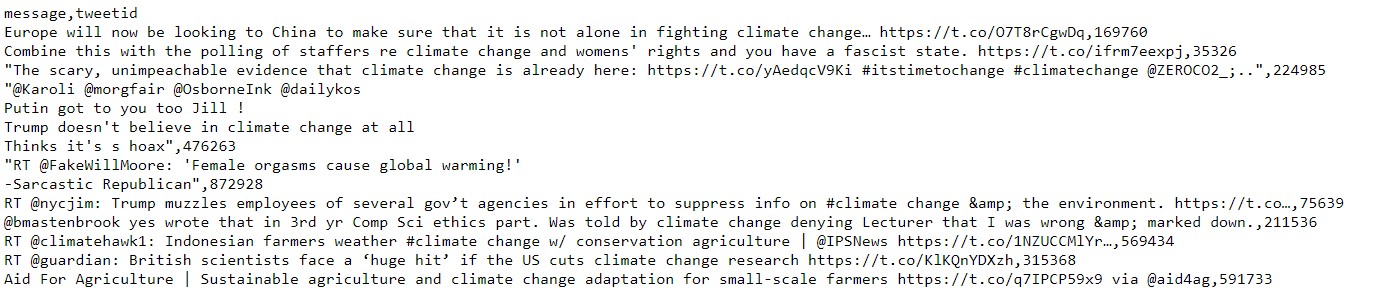 message,tweetid
Europe will now be looking to China to make sure that it is not alone in fighting climate change… https://t.co/O7T8rCgwDq,169760
Combine this with the polling of staffers re climate change and womens' rights and you have a fascist state. https://t.co/ifrm7eexpj,35326
"The scary, unimpeachable evidence that climate change is already here: https://t.co/yAedqcV9Ki #itstimetochange #climatechange @ZEROCO2_;..",224985
"@Karoli @morgfair @OsborneInk @dailykos
Putin got to you too Jill !
Trump doesn't believe in climate change at all
Thinks it's s hoax",476263
"RT @FakeWillMoore: 'Female orgasms cause global warming!'
-Sarcastic Republican",872928
RT @nycjim: Trump muzzles employees of several gov’t agencies in effort to suppress info on #climate change &amp; the environment. https://t.co…,75639
@bmastenbrook yes wrote that in 3rd yr Comp Sci ethics part. Was told by climate change denying Lecturer that I was wrong &amp; marked down.,211536
RT @climatehawk1: Indonesian farmers weather #climate change w/ conservation agriculture | @IPSNews https://t.co/1NZUCCMlYr…,569434
RT @guardian: British scientists face a ‘huge hit’ if the US cuts climate change research https://t.co/KlKQnYDXzh,315368
Aid For Agriculture | Sustainable agriculture and climate change adaptation for small-scale farmers https://t.co/q7IPCP59x9 via @aid4ag,591733